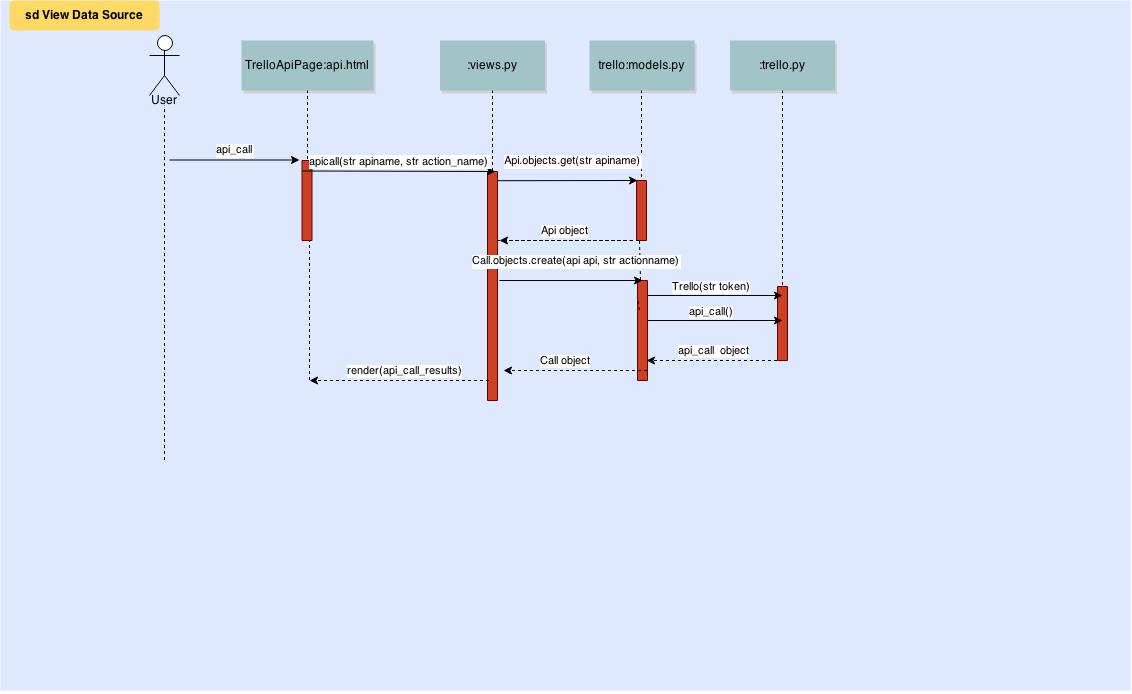 sd View Data Source
User
TrelloApiPage:api.html
:views.py
trello:models.py
:trello.py
api_call
apicall(str apiname, str action_name)
Api.objects.get(str apiname)
Api object
Call.objects.create(api api, str actionname)
Trello(str token)
api_call()
api_call  object
Call object
render(api_call_results)